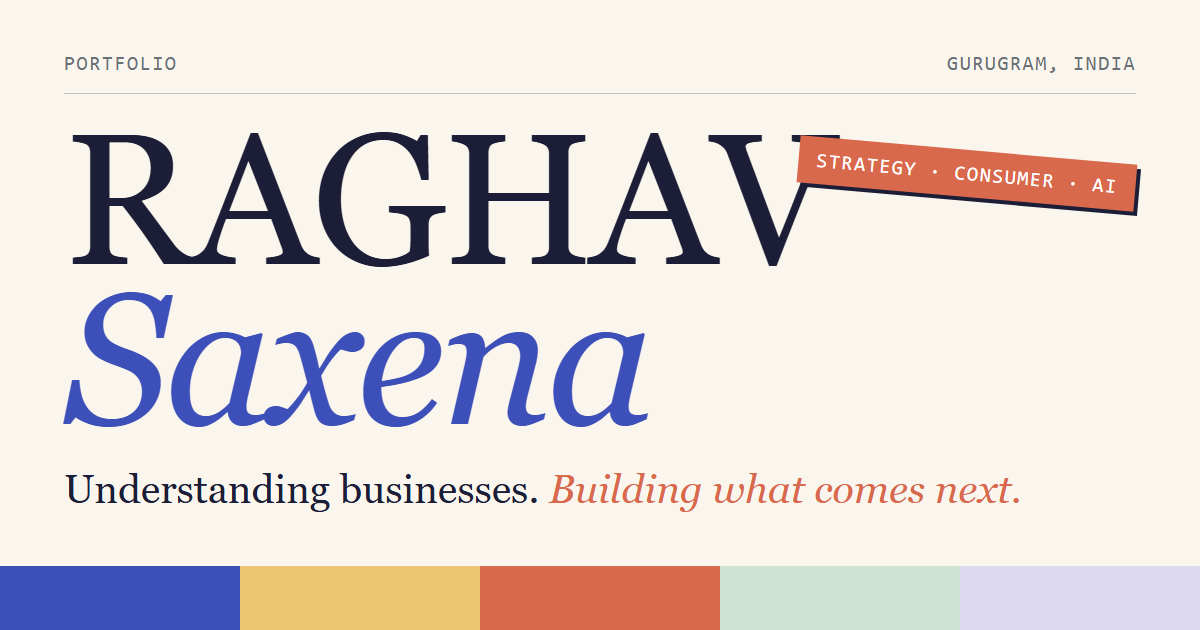 PORTFOLIO
GURUGRAM, INDIA
RAGHAV
STRATEGY · CONSUMER · AI
Saxena
Understanding businesses. Building what comes next.